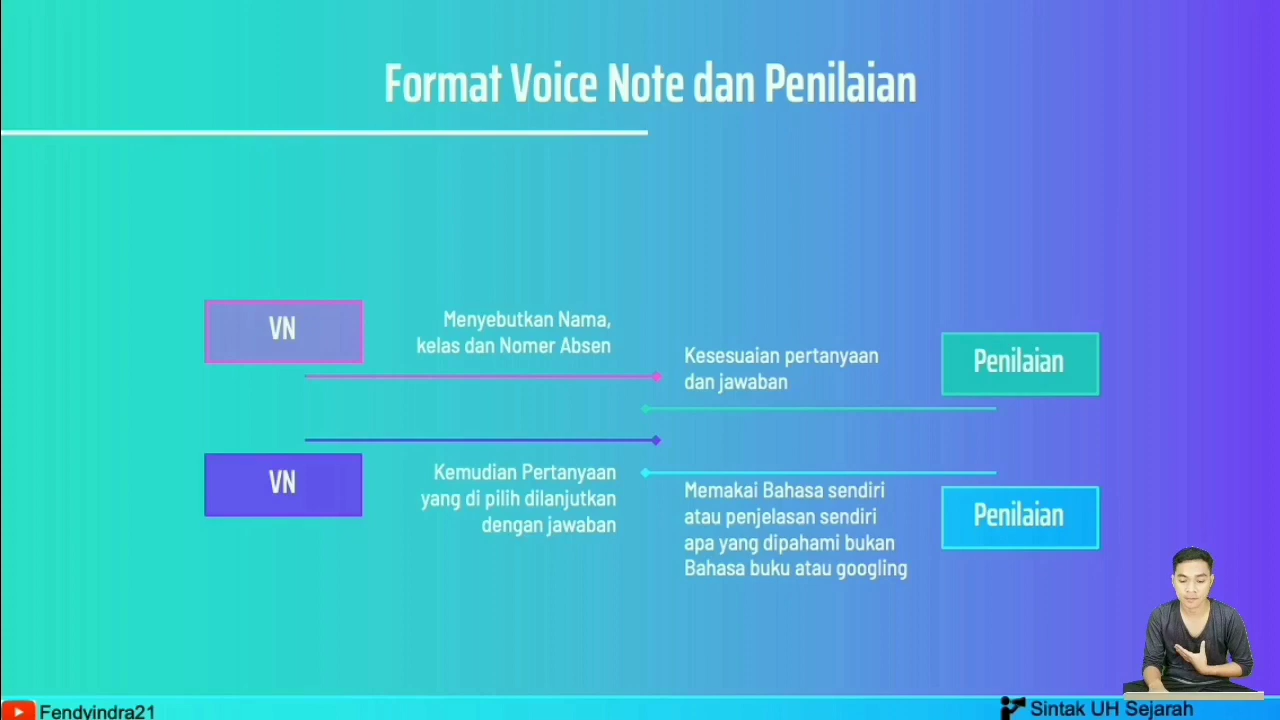 Format Voice Note dan Penilaian
VN
Menyebutkan Nama,
kelas dan Nomer Absen
Kesesuaian pertanyaan
dan jawaban
Penilaian
VN
Kemudian Pertanyaan
yang di pilih dilanjutkan
dengan jawaban
Memakai Bahasa sendiri
atau penjelasan sendiri
apa yang dipahami bukan
Bahasa buku atau googling
Penilaian
Fendyindra21
Sintak UH Sejarah